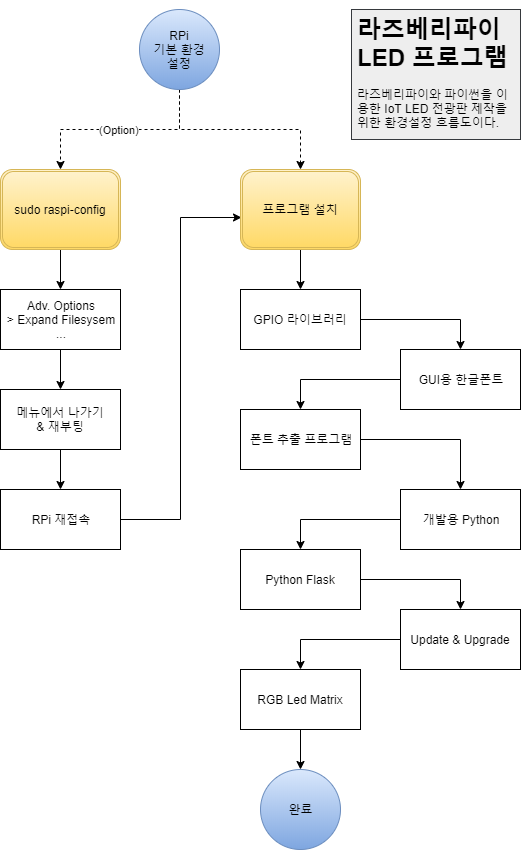 RPi
기본 환경
설정
라즈베리파이
LED 프로그램
라즈베리파이와 파이썬을 이
용한 IoT LED 전광판 제작을
위한 환경설정 흐름도이다.
(Option)
sudo raspi-config
프로그램 설치
Adv. Options
> Expand Filesysem
...
GPIO 라이브러리
GUI용 한글폰트
메뉴에서 나가기
& 재부팅
폰트 추출 프로그램
RPi 재접속
개발용 Python
Python Flask
Update & Upgrade
RGB Led Matrix
완료